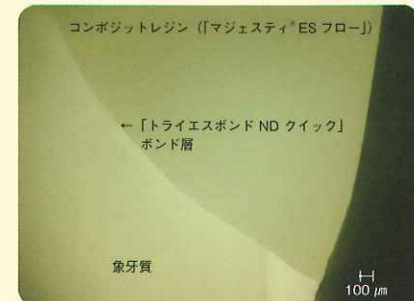 コンポジットレジン(「マジェスティ®ES フロー」)
←「トライエスボンド ND クイック」
ボンド層
象牙質
100 μm